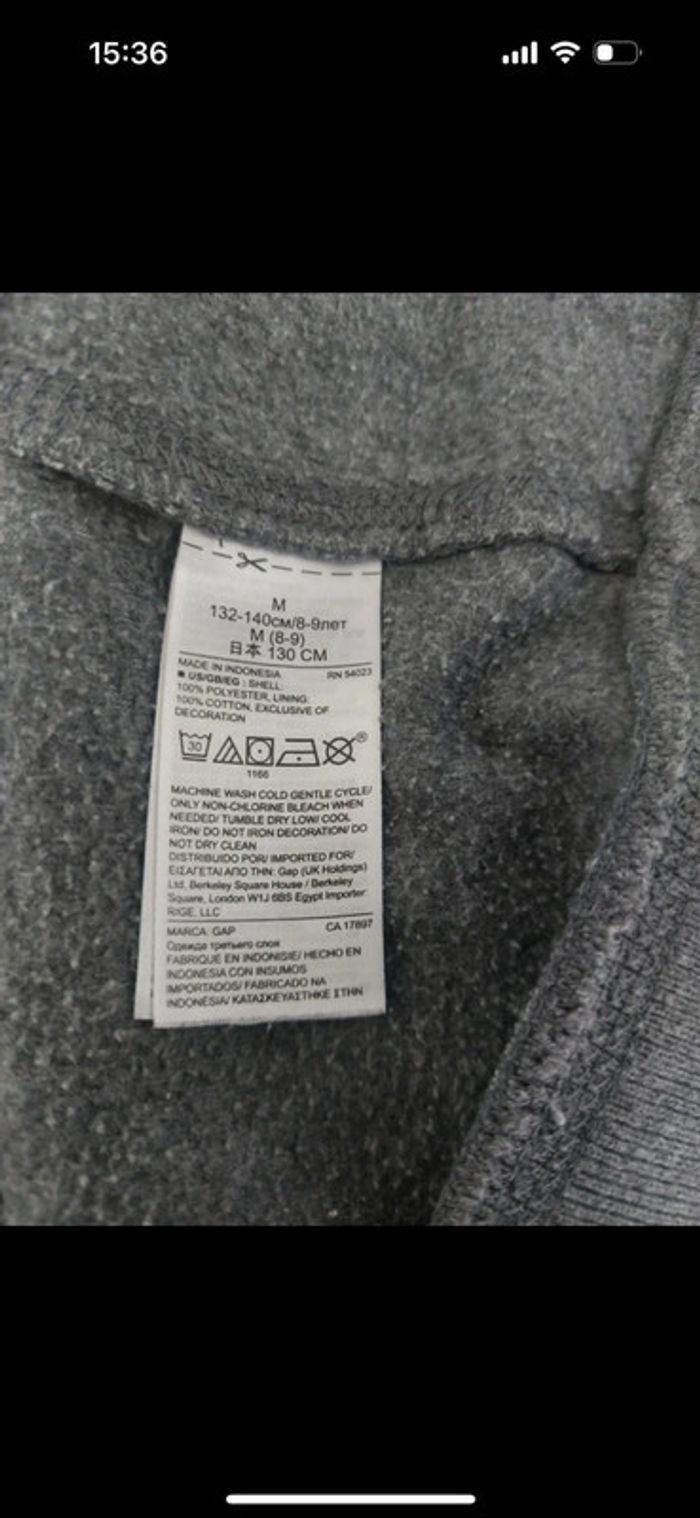 15:36
M
132-140см/8-9лет
M (8-9)
日本 130 CM
MADE IN INDONESIA RN 54023
■ US/GB/EG : SHELL:
100% POLYESTER, LINING:
100% COTTON, EXCLUSIVE OF
DECORATION
30
1166
MACHINE WASH COLD GENTLE CYCLE/
ONLY NON-CHLORINE BLEACH WHEN
NEEDED/ TUMBLE DRY LOW/ COOL
IRON/ DO NOT IRON DECORATION/ DO
NOT DRY CLEAN
DISTRIBUIDO POR/ IMPORTED FOR/
ΕΙΣΑΓΕΤΑΙ ΑΠΟ ΤΗΝ: Gap (UK Holdings)
Ltd, Berkeley Square House / Berkeley
Square, London W1J 6BS Egypt Importer:
RIGE, LLC
MARCA: GAP CA 17897
Одежда третьего слоя
FABRIQUÉ EN INDONISIE/ HECHO EN
INDONESIA CON INSUMOS
IMPORTADOS/ FABRICADO NA
INDONÉSIA/ ΚΑΤΑΣΚΕΥΑΣΤΗΚΕ ΣΤΗΝ